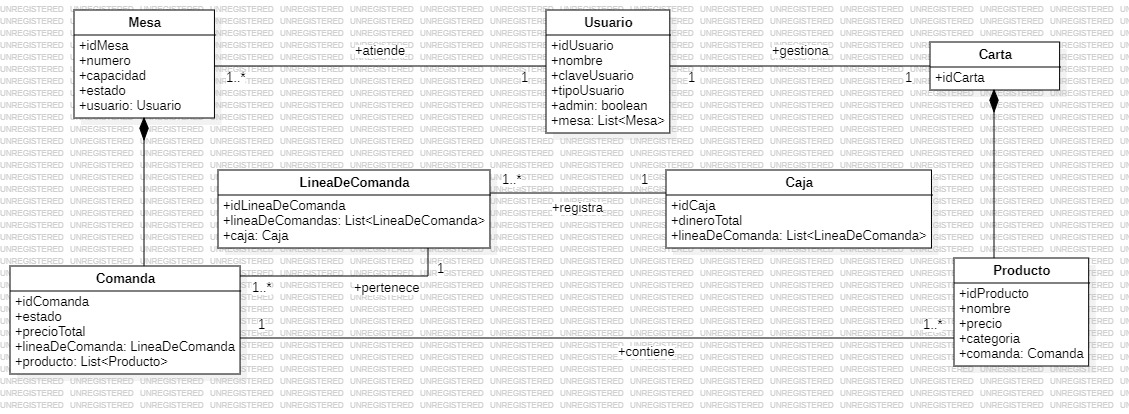 Mesa
+idMesa
+numero
+capacidad
+estado
+usuario: Usuario
+atiende
1..*
1
Usuario
+idUsuario
+nombre
+claveUsuario
+tipoUsuario
+admin: boolean
+mesa: List<Mesa>
+gestiona
1
1
Carta
+idCarta
LineaDeComanda
+idLineaDeComanda
+lineaDeComandas: List<LineaDeComanda>
+caja: Caja
1..*
1
+registra
Caja
+idCaja
+dineroTotal
+lineaDeComanda: List<LineaDeComanda>
1
1..*
+pertenece
Comanda
+idComanda
+estado
+precioTotal
+lineaDeComanda: LineaDeComanda
+producto: List<Producto>
1
1..*
+contiene
Producto
+idProducto
+nombre
+precio
+categoria
+comanda: Comanda
UNREGISTERED